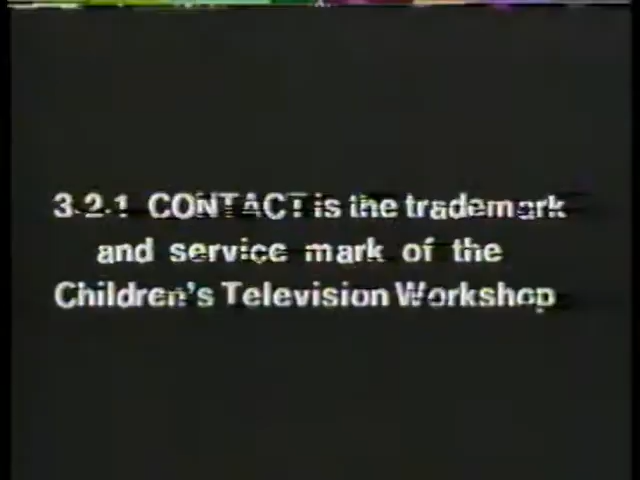 3-2-1 CONTACT is the trademark
and service mark of the
Children's Television Workshop